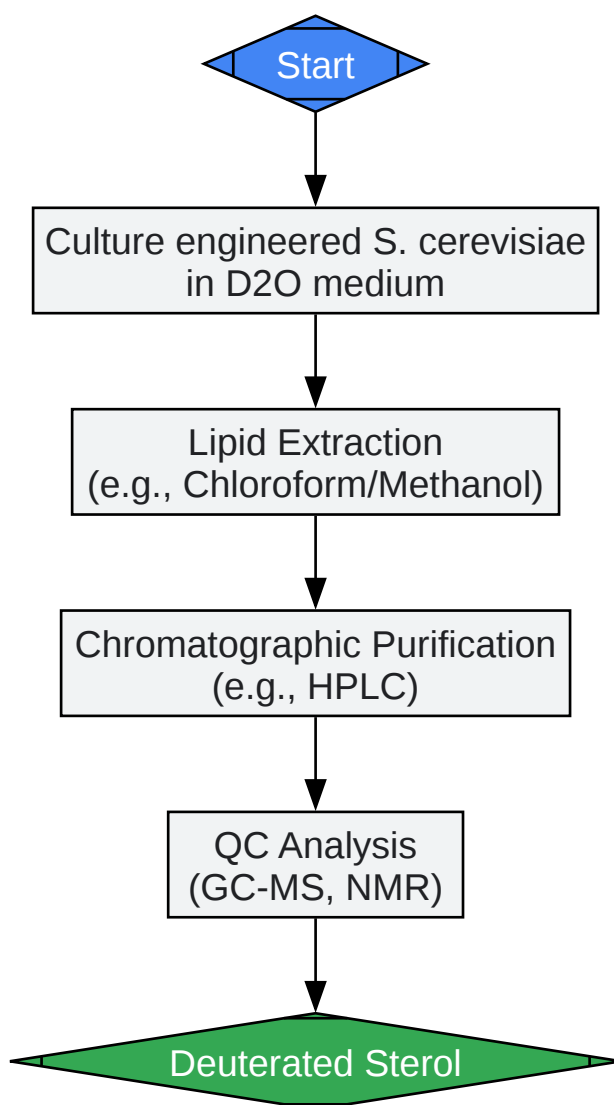 Start
Culture engineered S. cerevisiae
in D2O medium
Lipid Extraction
(e.g., Chloroform/Methanol)
Chromatographic Purification
(e.g., HPLC)
QC Analysis
(GC-MS, NMR)
Deuterated Sterol